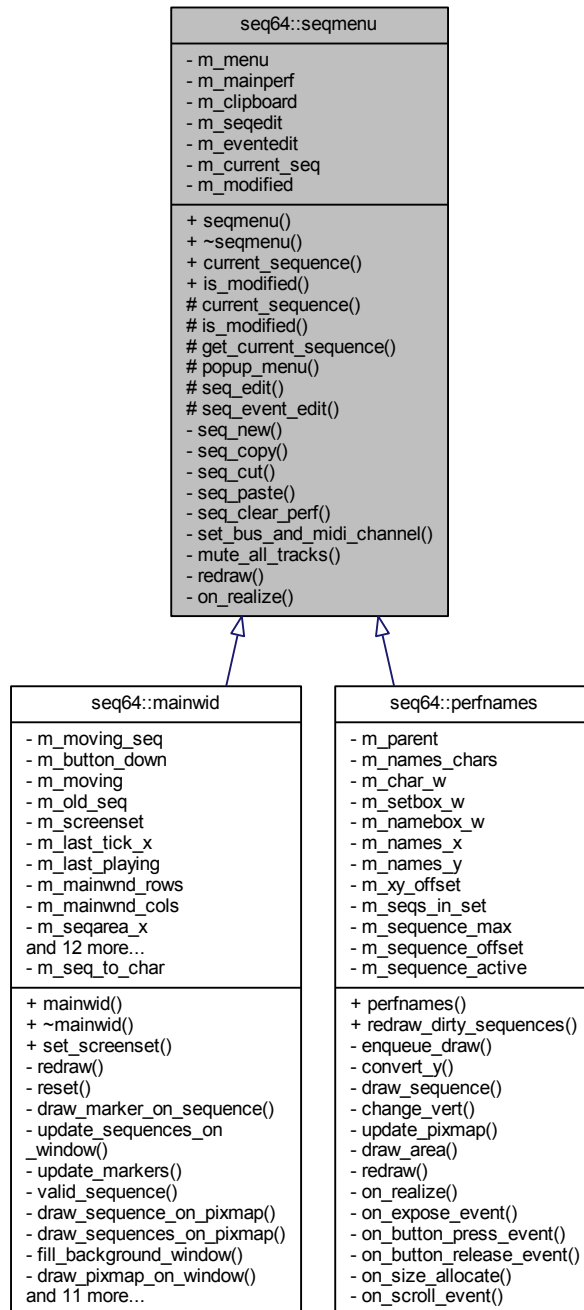 seq64::seqmenu
- m_menu
- m_mainperf
- m_clipboard
- m_seqedit
- m_eventedit
- m_current_seq
- m_modified
+ seqmenu()
+ ~seqmenu()
+ current_sequence()
+ is_modified()
# current_sequence()
# is_modified()
# get_current_sequence()
# popup_menu()
# seq_edit()
# seq_event_edit()
- seq_new()
- seq_copy()
- seq_cut()
- seq_paste()
- seq_clear_perf()
- set_bus_and_midi_channel()
- mute_all_tracks()
- redraw()
- on_realize()
seq64::mainwid
- m_moving_seq
- m_button_down
- m_moving
- m_old_seq
- m_screenset
- m_last_tick_x
- m_last_playing
- m_mainwnd_rows
- m_mainwnd_cols
- m_seqarea_x
and 12 more...
- m_seq_to_char
+ mainwid()
+ ~mainwid()
+ set_screenset()
- redraw()
- reset()
- draw_marker_on_sequence()
- update_sequences_on
_window()
- update_markers()
- valid_sequence()
- draw_sequence_on_pixmap()
- draw_sequences_on_pixmap()
- fill_background_window()
- draw_pixmap_on_window()
and 11 more...
seq64::perfnames
- m_parent
- m_names_chars
- m_char_w
- m_setbox_w
- m_namebox_w
- m_names_x
- m_names_y
- m_xy_offset
- m_seqs_in_set
- m_sequence_max
- m_sequence_offset
- m_sequence_active
+ perfnames()
+ redraw_dirty_sequences()
- enqueue_draw()
- convert_y()
- draw_sequence()
- change_vert()
- update_pixmap()
- draw_area()
- redraw()
- on_realize()
- on_expose_event()
- on_button_press_event()
- on_button_release_event()
- on_size_allocate()
- on_scroll_event()